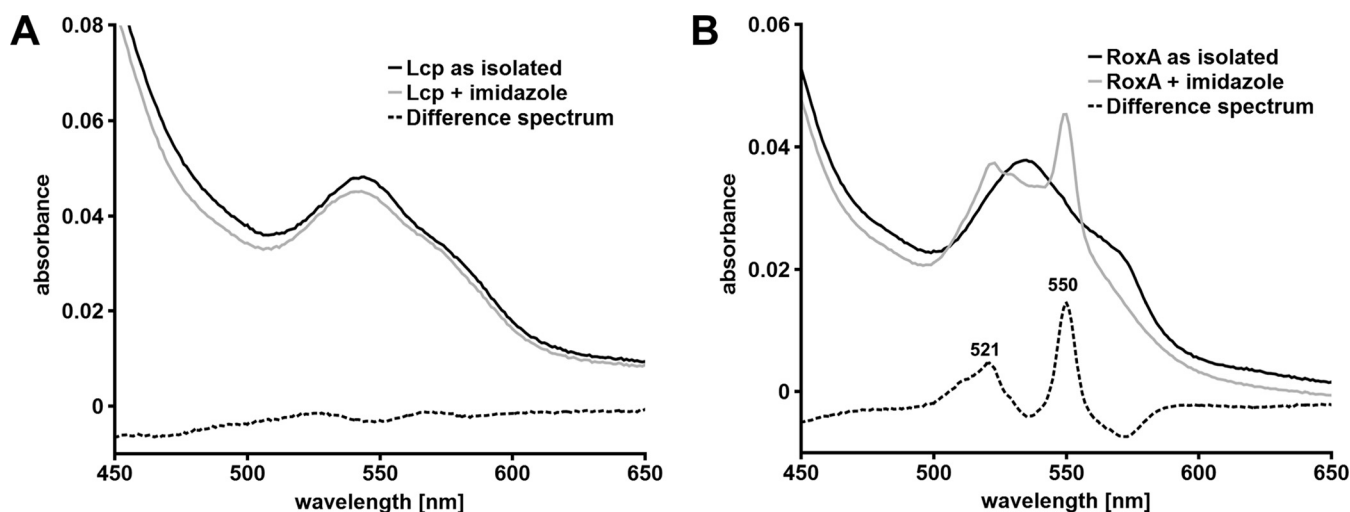 A
0.08
0.06
0.04
0.02
0
absorbance
Lcp as isolated
Lcp + imidazole
Difference spectrum
450
500
550
600
650
wavelength [nm]
B
0.06
0.04
0.02
0
absorbance
RoxA as isolated
RoxA + imidazole
Difference spectrum
550
521
450
500
550
600
650
wavelength [nm]